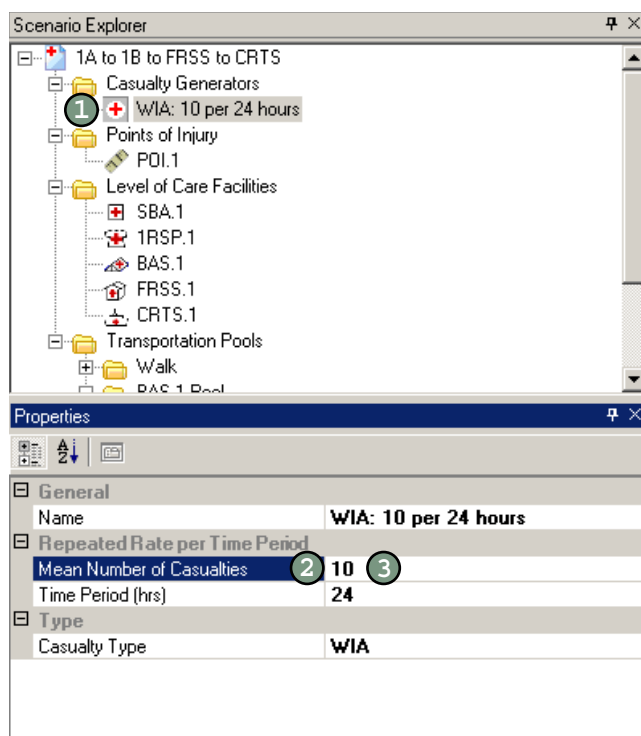 Scenario Explorer
1A to 1B to FRSS to CRTS
Casualty Generators
1 WIA: 10 per 24 hours
Points of Injury
POI.1
Level of Care Facilities
SBA.1
1RSP.1
BAS.1
FRSS.1
CRTS.1
Transportation Pools
Walk
BAS.1 Pool
Properties
General
Name WIA: 10 per 24 hours
Repeated Rate per Time Period
Mean Number of Casualties 2 10 3
Time Period (hrs) 24
Type
Casualty Type WIA